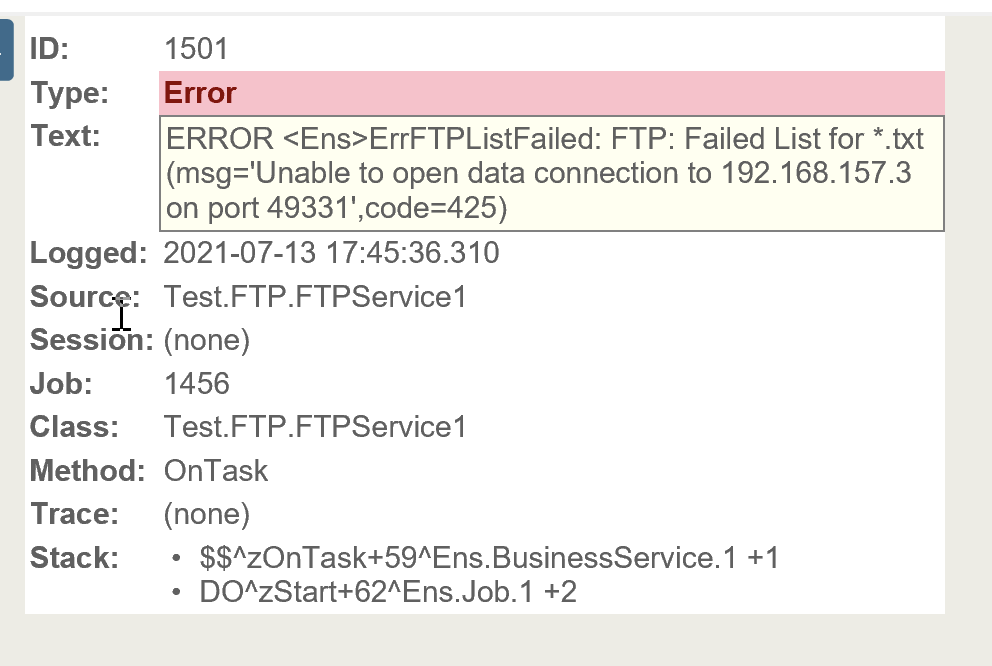 ID: 1501
Type: Error
Text: ERROR <Ens>ErrFTPListFailed: FTP: Failed List for *.txt
(msg='Unable to open data connection to 192.168.157.3
on port 49331',code=425)
Logged: 2021-07-13 17:45:36.310
Source: Test.FTP.FTPService1
Session: (none)
Job: 1456
Class: Test.FTP.FTPService1
Method: OnTask
Trace: (none)
Stack: • $$^zOnTask+59^Ens.BusinessService.1 +1
• DO^zStart+62^Ens.Job.1 +2